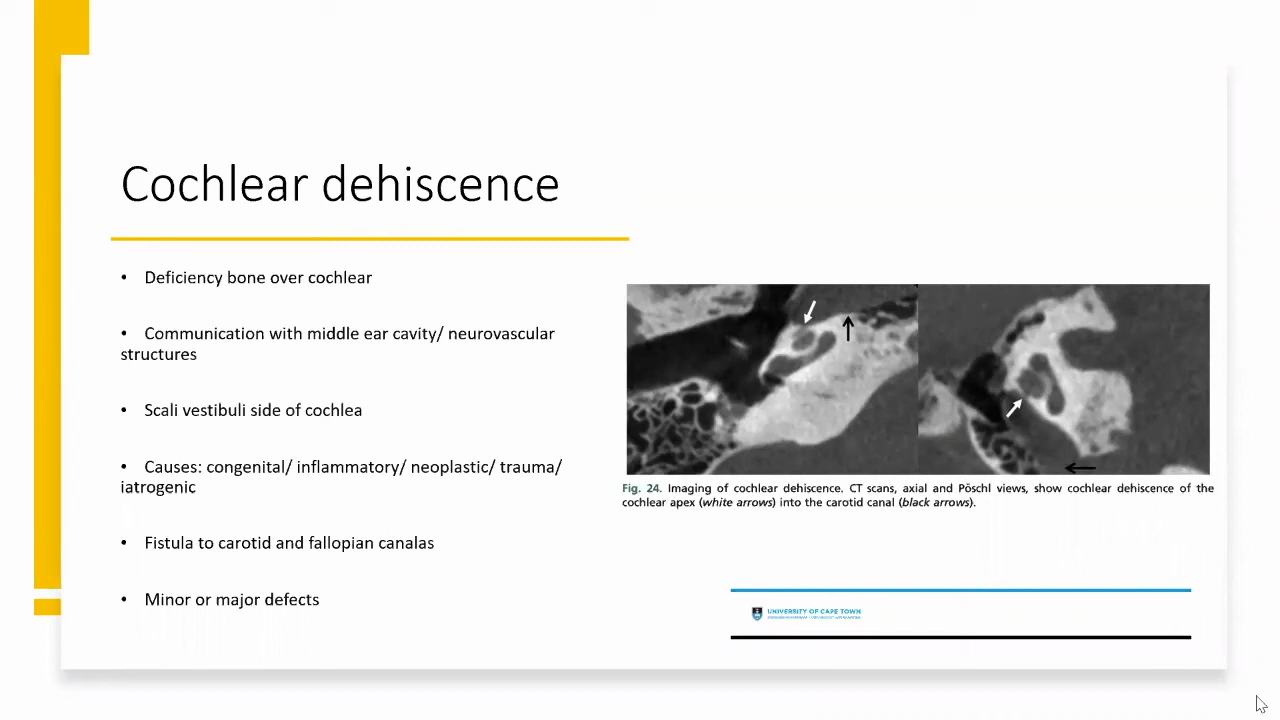 Cochlear dehiscence
• Deficiency bone over cochlear
• Communication with middle ear cavity/ neurovascular
structures
• Scali vestibuli side of cochlea
• Causes: congenital/ inflammatory/ neoplastic/ trauma/
iatrogenic
• Fistula to carotid and fallopian canalas
• Minor or major defects
Fig. 24. Imaging of cochlear dehiscence. CT scans, axial and Pöschl views, show cochlear dehiscence of the
cochlear apex (white arrows) into the carotid canal (black arrows).
UNIVERSITY OF CAPE TOWN